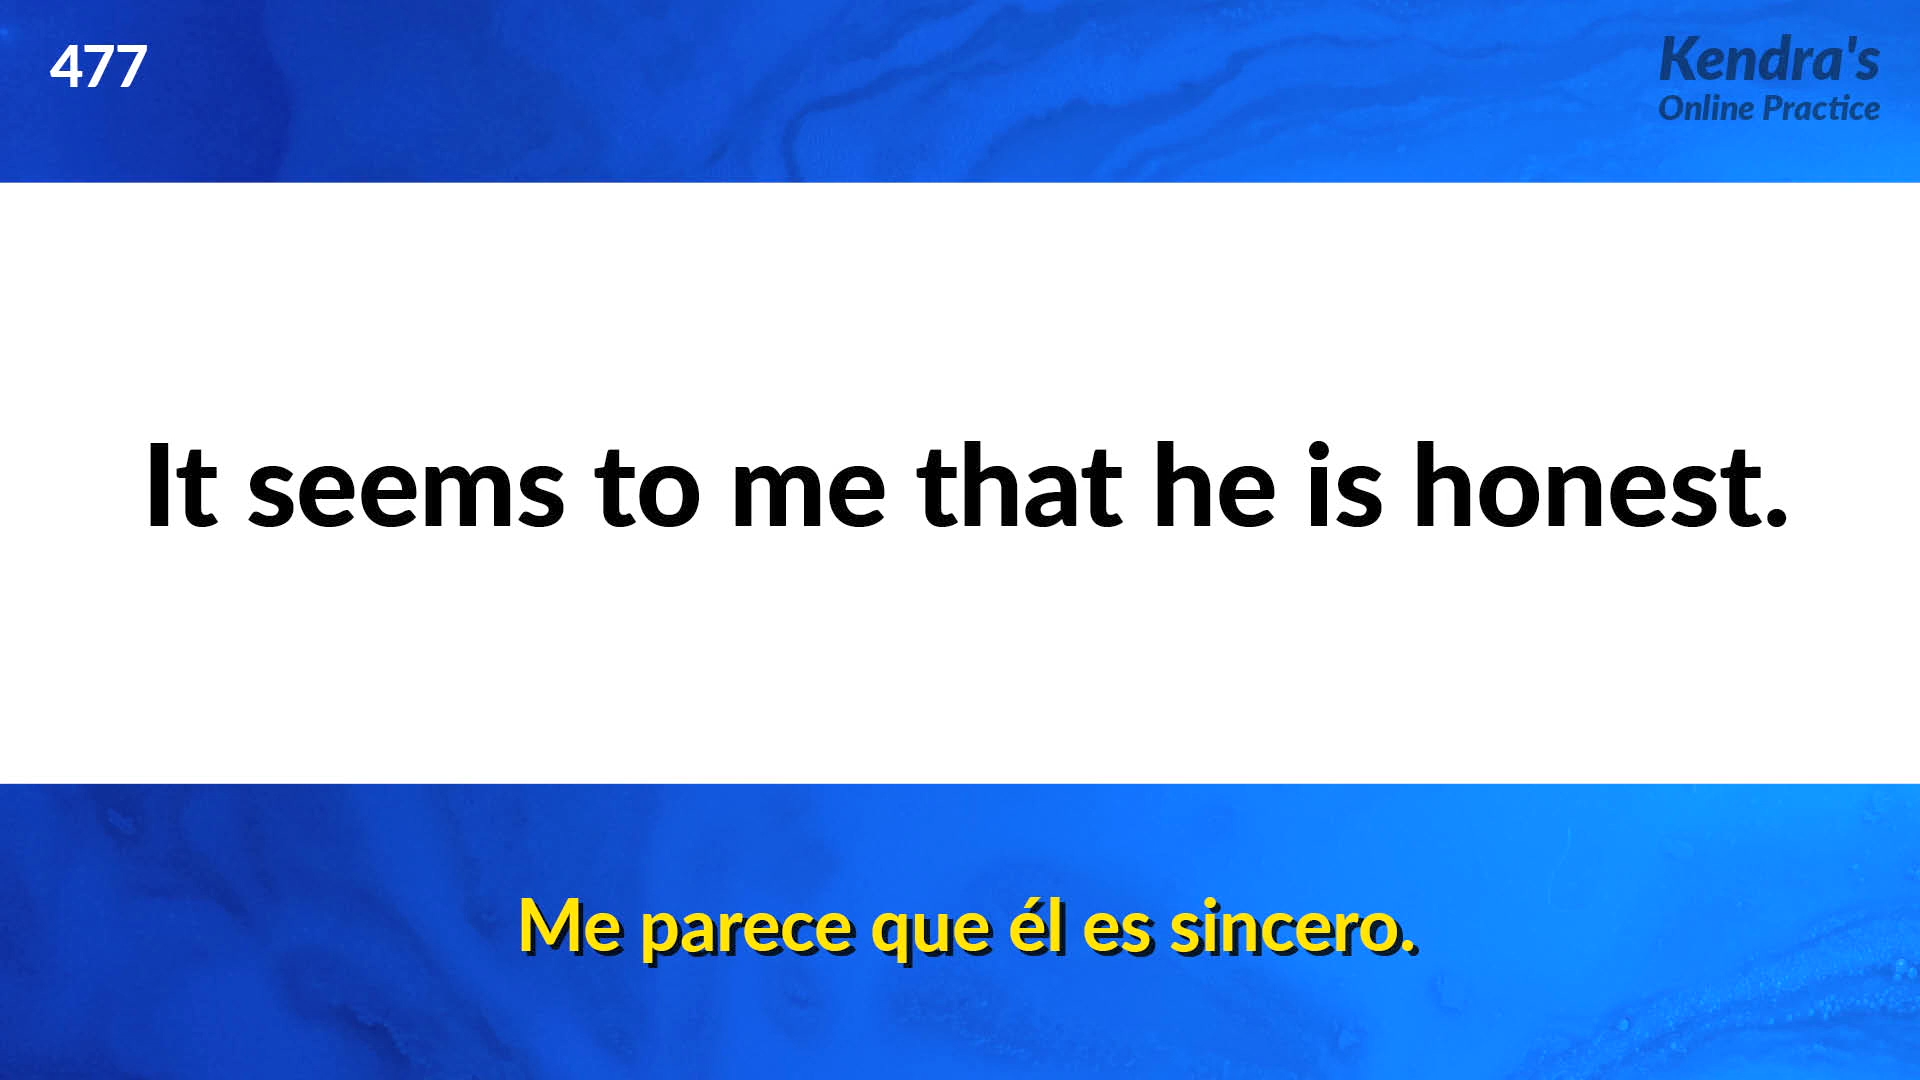 477
Kendra's
Online Practice
It seems to me that he is honest.
Me parece que él es sincero.